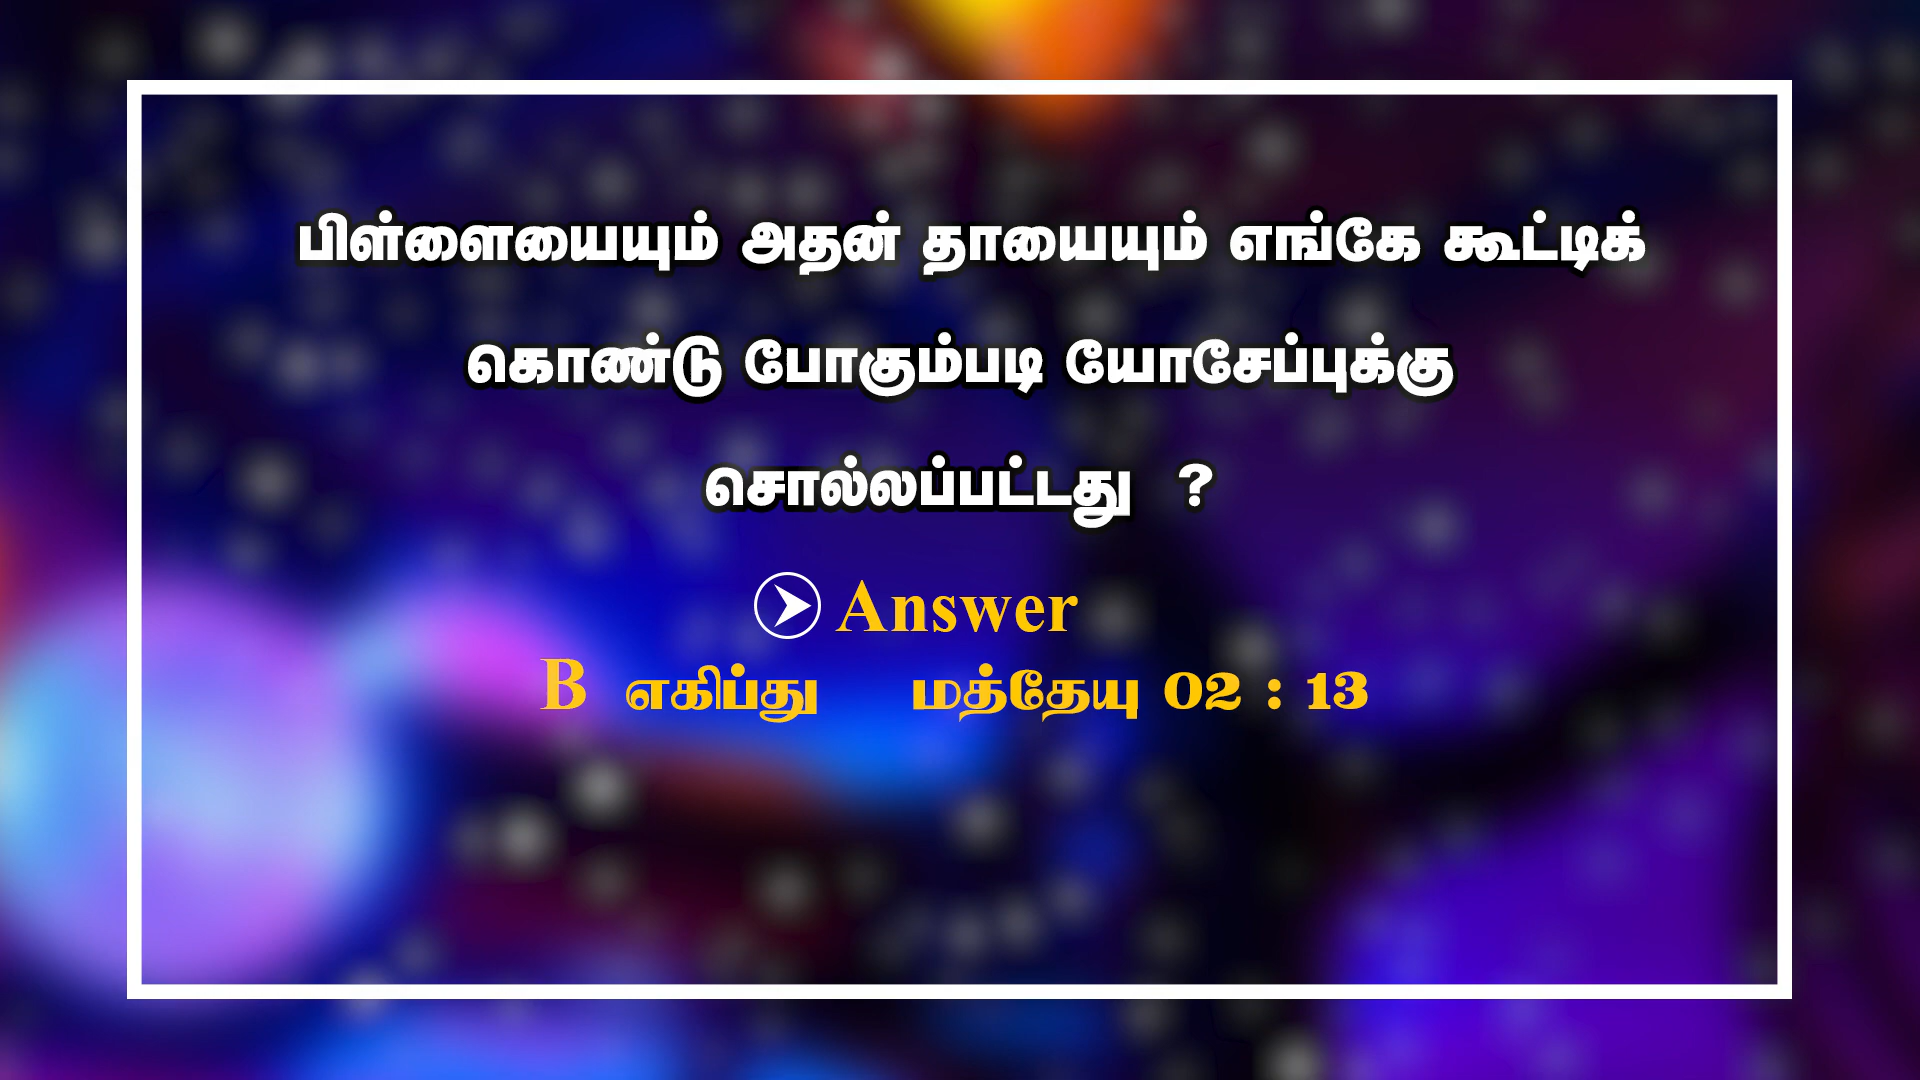 பிள்ளையையும் அதன் தாயையும் எங்கே கூட்டிக்
கொண்டு போகும்படி யோசேப்புக்கு
சொல்லப்பட்டது ?
Answer
B எகிப்து மத்தேயு 02 : 13